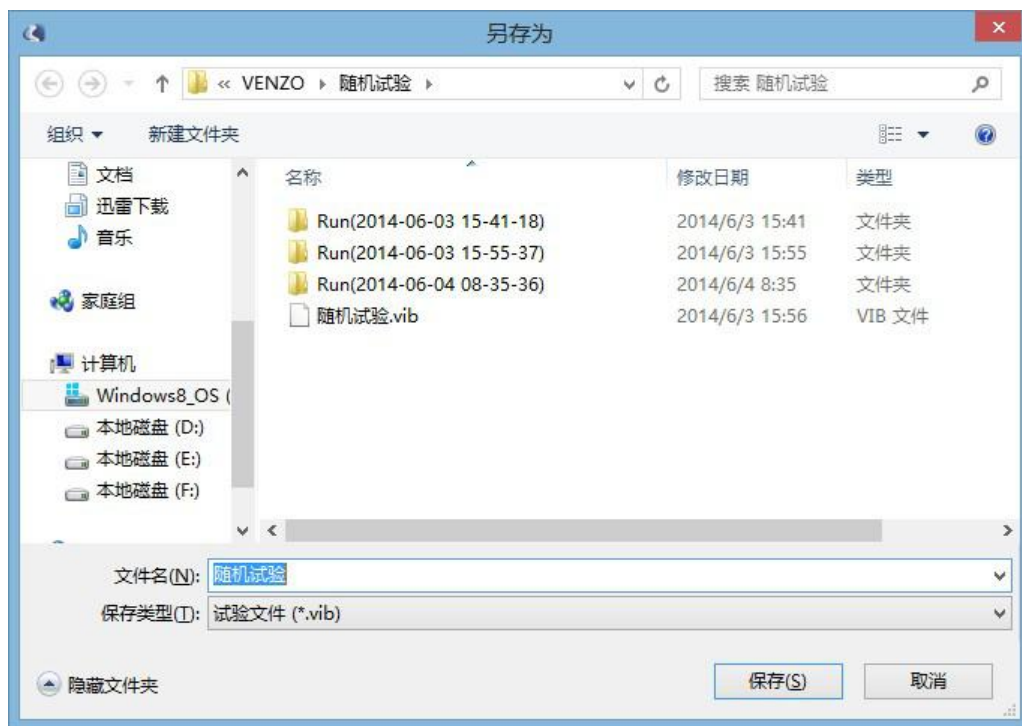 另存为
« VENZO 随机试验
搜索 随机试验
组织 新建文件夹
文档
迅雷下载
音乐
家庭组
计算机
Windows8_OS (
本地磁盘 (D:)
本地磁盘 (E:)
本地磁盘 (F:)
名称 修改日期 类型
Run(2014-06-03 15-41-18) 2014/6/3 15:41 文件夹
Run(2014-06-03 15-55-37) 2014/6/3 15:55 文件夹
Run(2014-06-04 08-35-36) 2014/6/4 8:35 文件夹
随机试验.vib 2014/6/3 15:56 VIB 文件
文件名(N): 随机试验
保存类型(T): 试验文件 (*.vib)
隐藏文件夹 保存(S) 取消